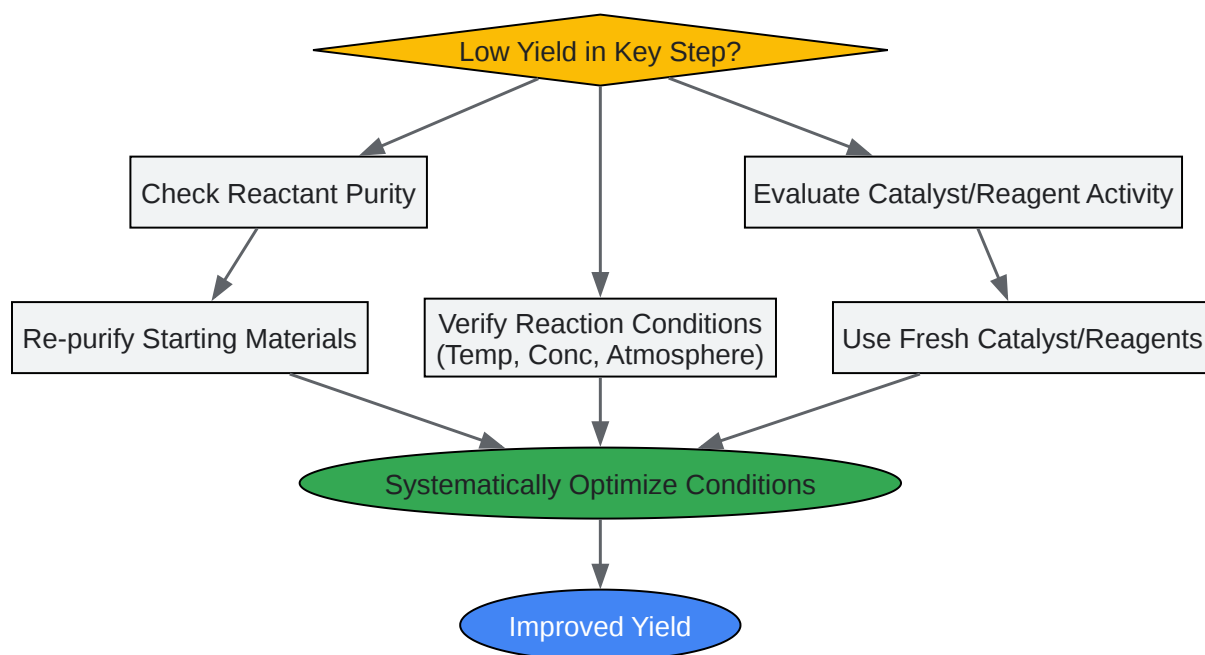 Low Yield in Key Step?
Check Reactant Purity
Evaluate Catalyst/Reagent Activity
Re-purify Starting Materials
Verify Reaction Conditions
(Temp, Conc, Atmosphere)
Use Fresh Catalyst/Reagents
Systematically Optimize Conditions
Improved Yield